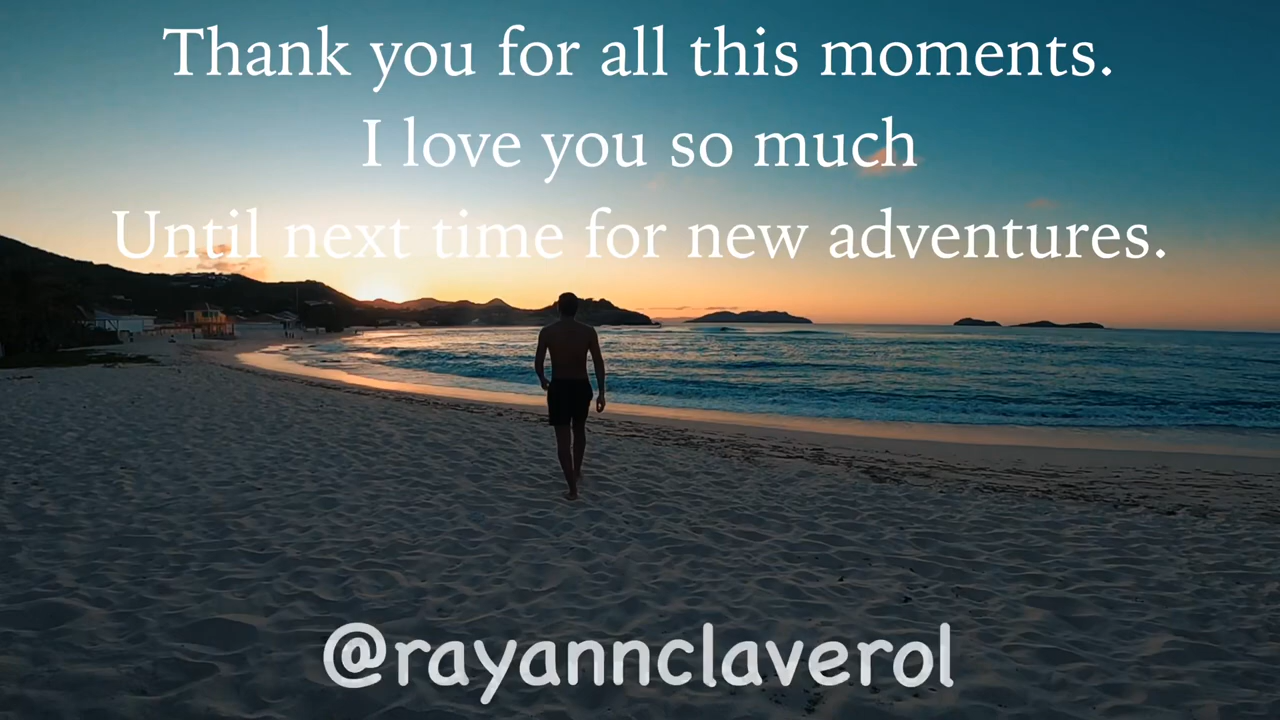 Thank you for all this moments.
I love you so much
Until next time for new adventures.
@rayannclaverol